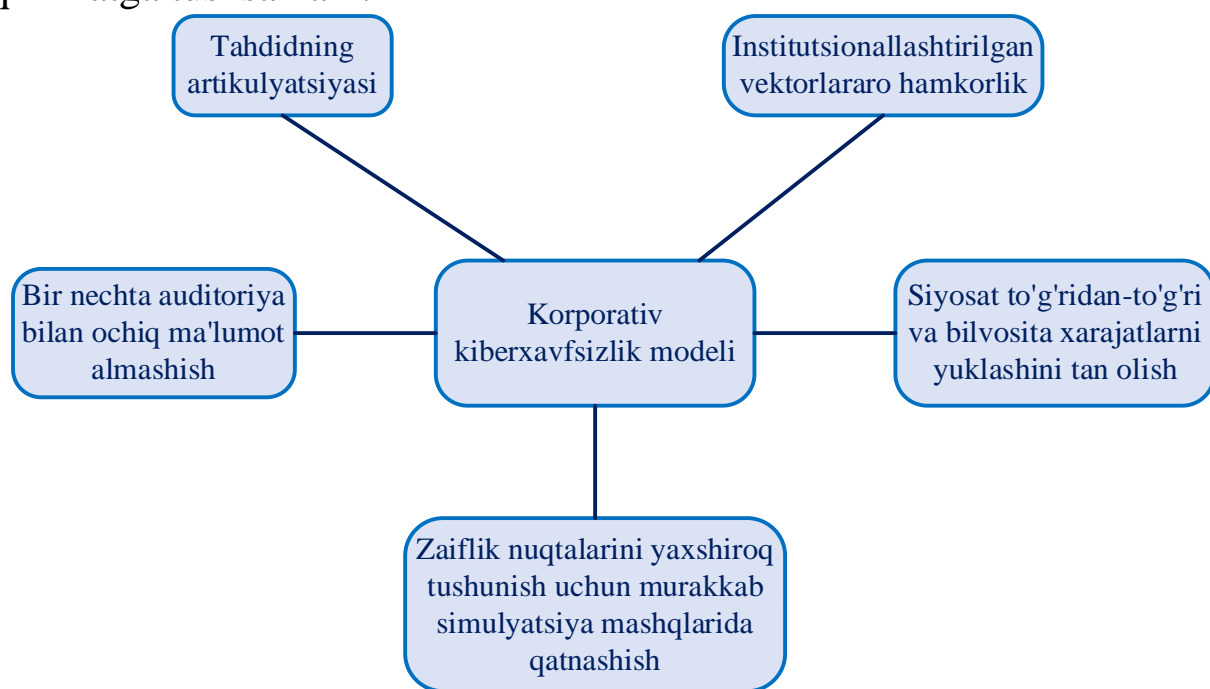 Tahdidning
artikulyatsiyasi
Institutsionallashtirilgan
vektorlararo hamkorlik
Bir nechta auditoriya
bilan ochiq ma'lumot
almashish
Korporativ
kiberxavfsizlik modeli
Siyosat to'g'ridan-to'g'ri
va bilvosita xarajatlarni
yuklashini tan olish
Zaiflik nuqtalarini yaxshiroq
tushunish uchun murakkab
simulyatsiya mashqlarida
qatnashish